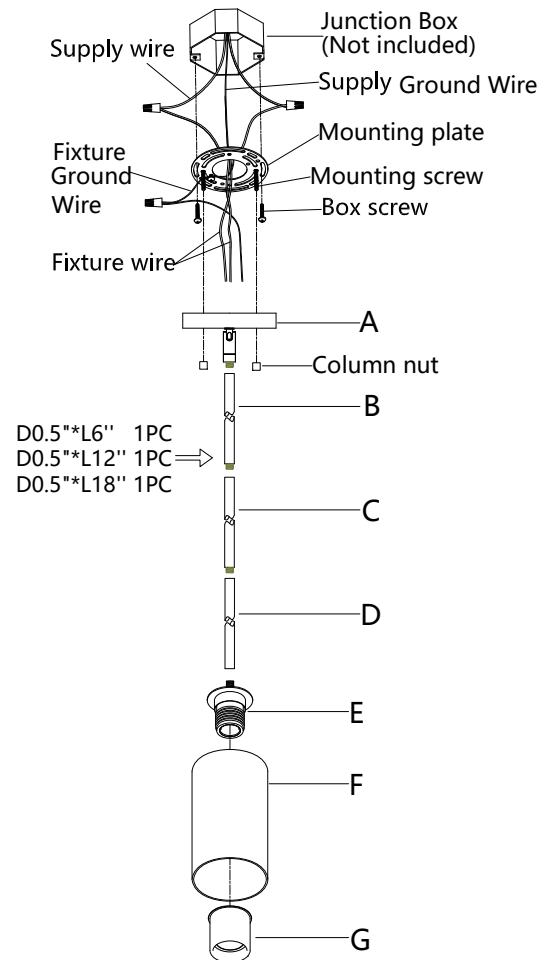 Junction Box
(Not included)
Supply wire
Supply Ground Wire
Mounting plate
Fixture
Ground
Wire
Mounting screw
Box screw
Fixture wire
A
Column nut
B
D0.5"*L6'' 1PC
D0.5"*L12'' 1PC
D0.5"*L18'' 1PC
C
D
E
F
G